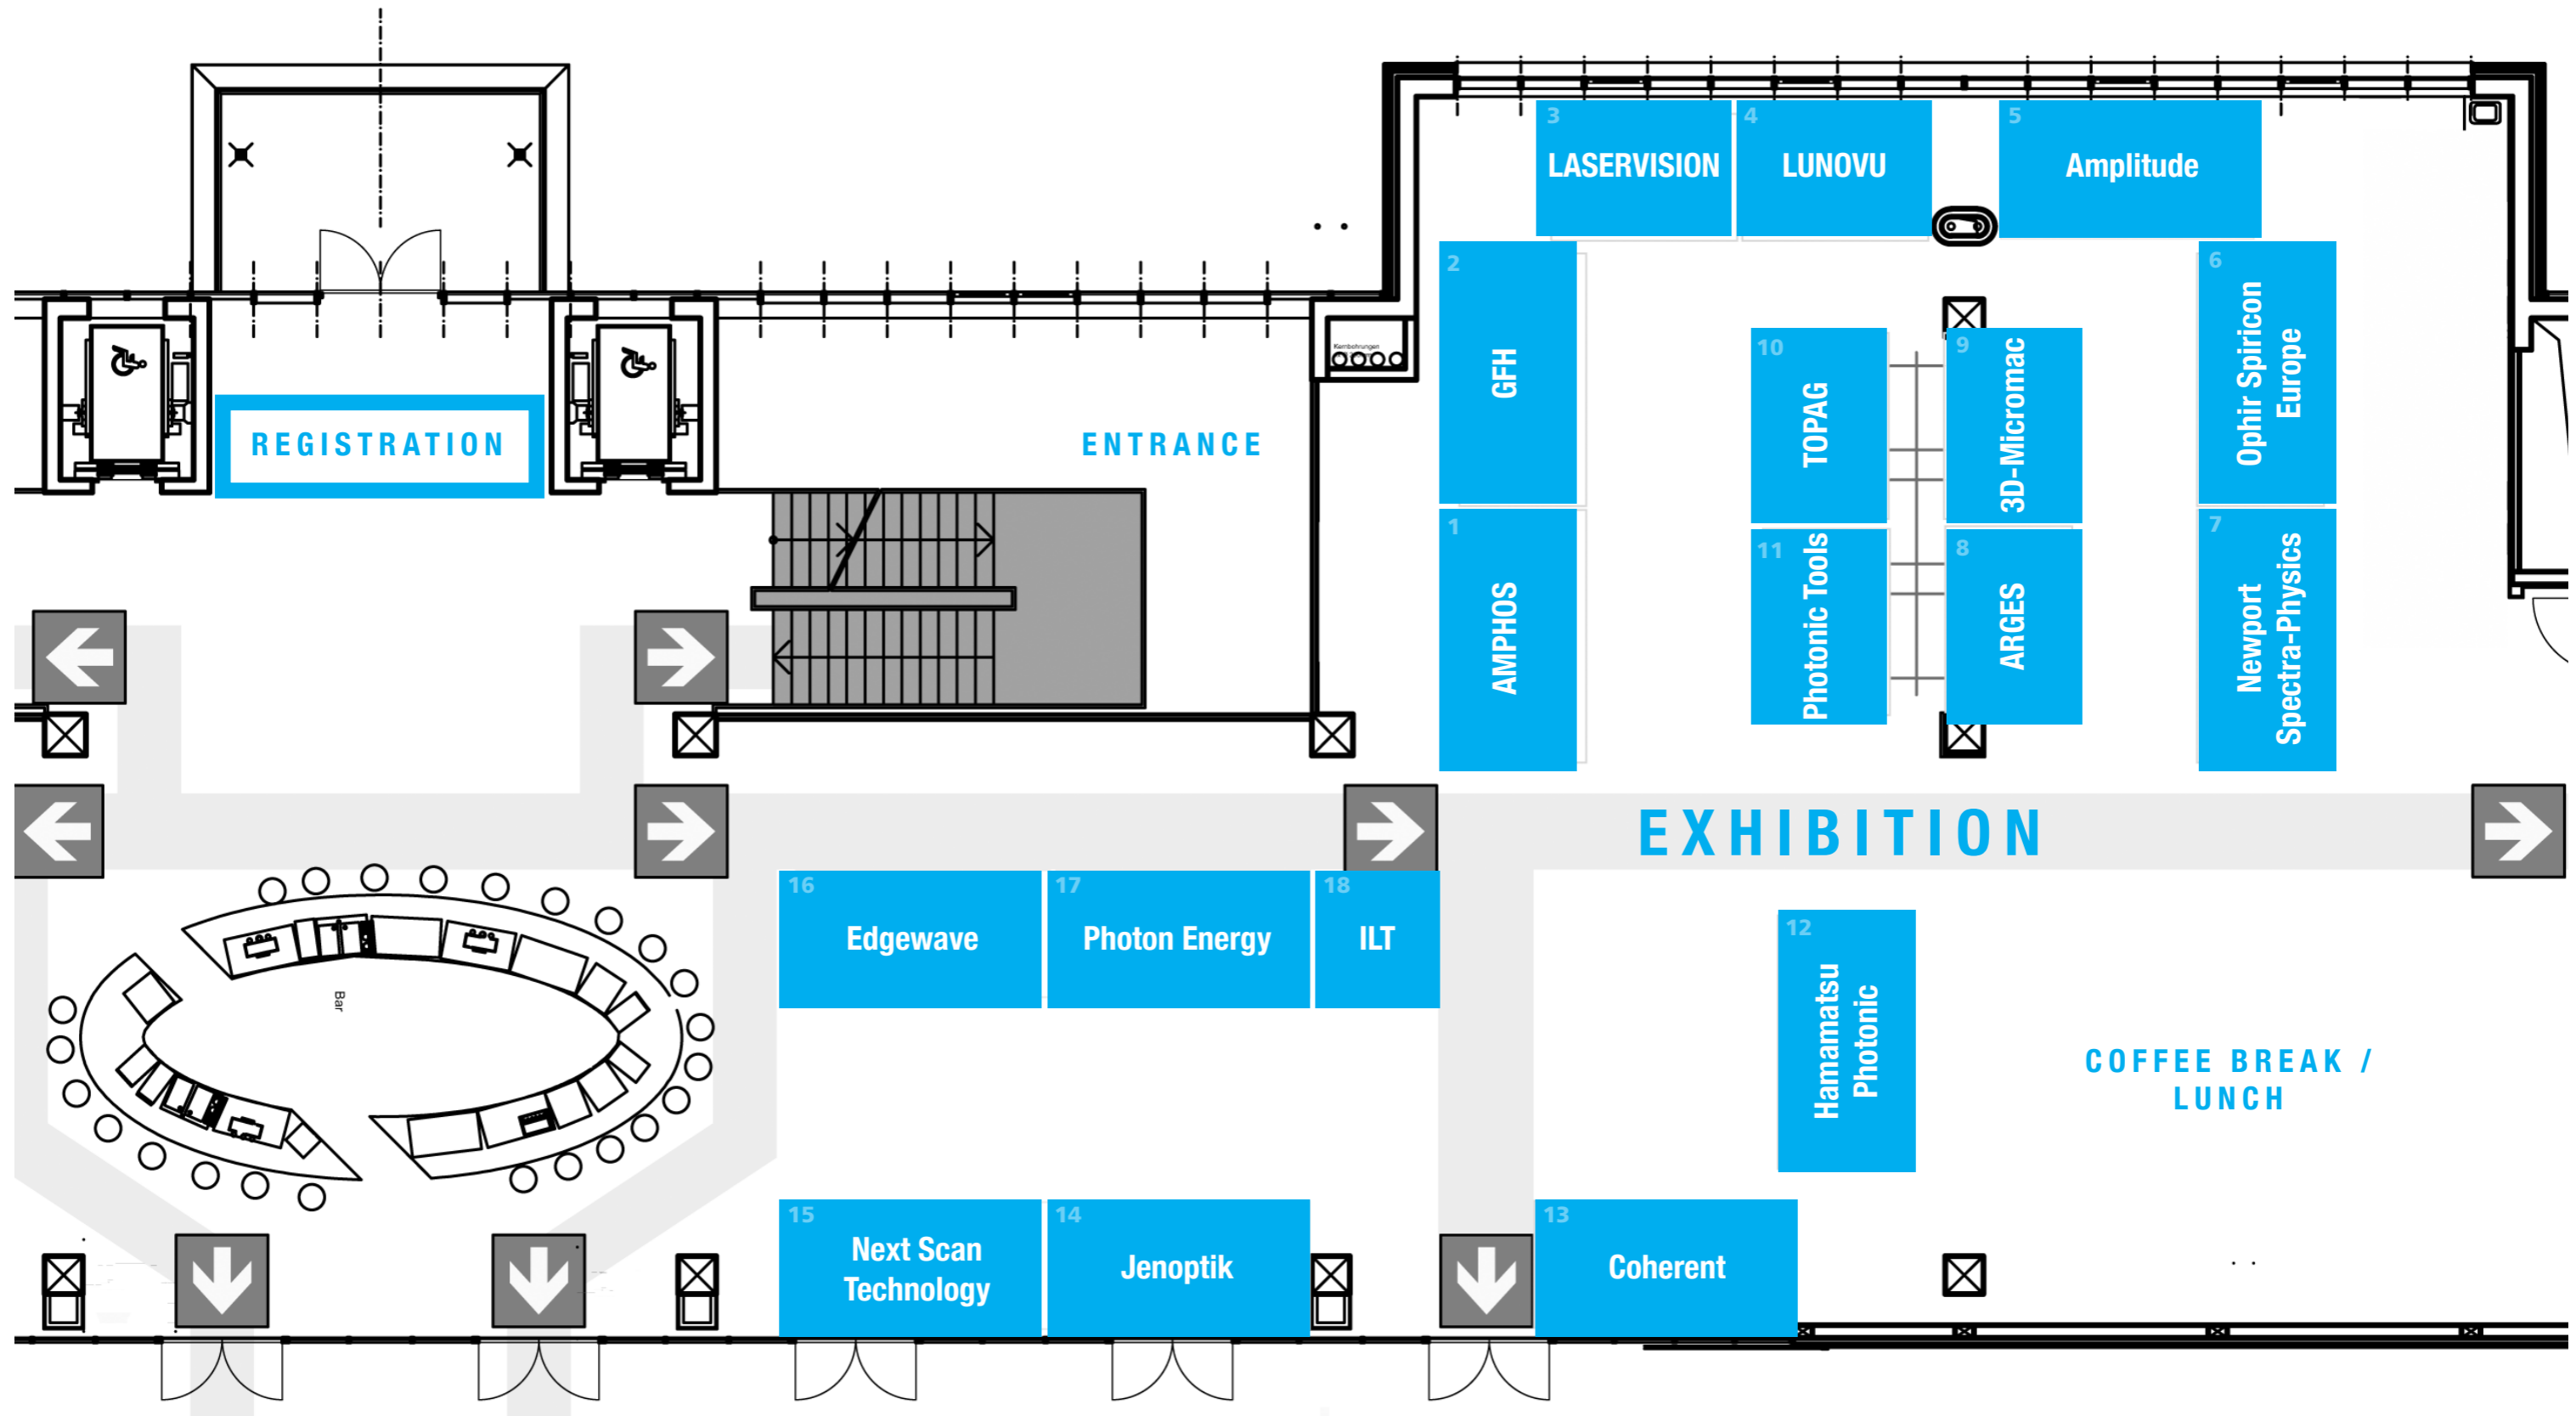 3
LASERVISION
4
LUNOVU
5
Amplitude
2
GFH
6
Ophir Spiricon
Europe
Kernbohrungen
10
TOPAG
9
3D-Micromac
REGISTRATION
ENTRANCE
1
AMPHOS
11
Photonic Tools
8
ARGES
7
Newport
Spectra-Physics
EXHIBITION
16
Edgewave
17
Photon Energy
18
ILT
12
Hamamatsu
Photonic
Bar
COFFEE BREAK /
LUNCH
15
Next Scan
Technology
14
Jenoptik
13
Coherent